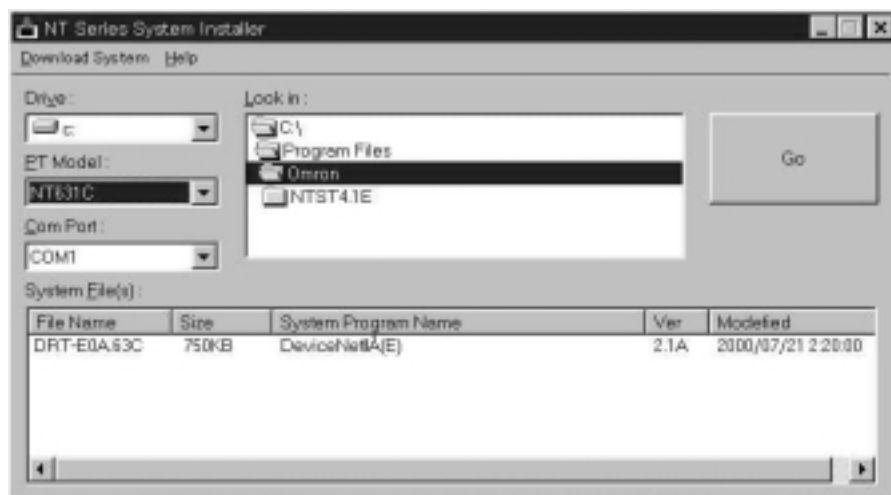 NT Series System Installer
Download System Help
Drive:
c:
PT Model:
NT631C
Com Port:
COM1
Look in:
C:\
Program Files
Omron
NTST4.1E
Go
System File(s):
File Name Size System Program Name Ver Modefied
DRT-E0A.63C 750KB (E) 2.1A 2000/07/21 2:20:00